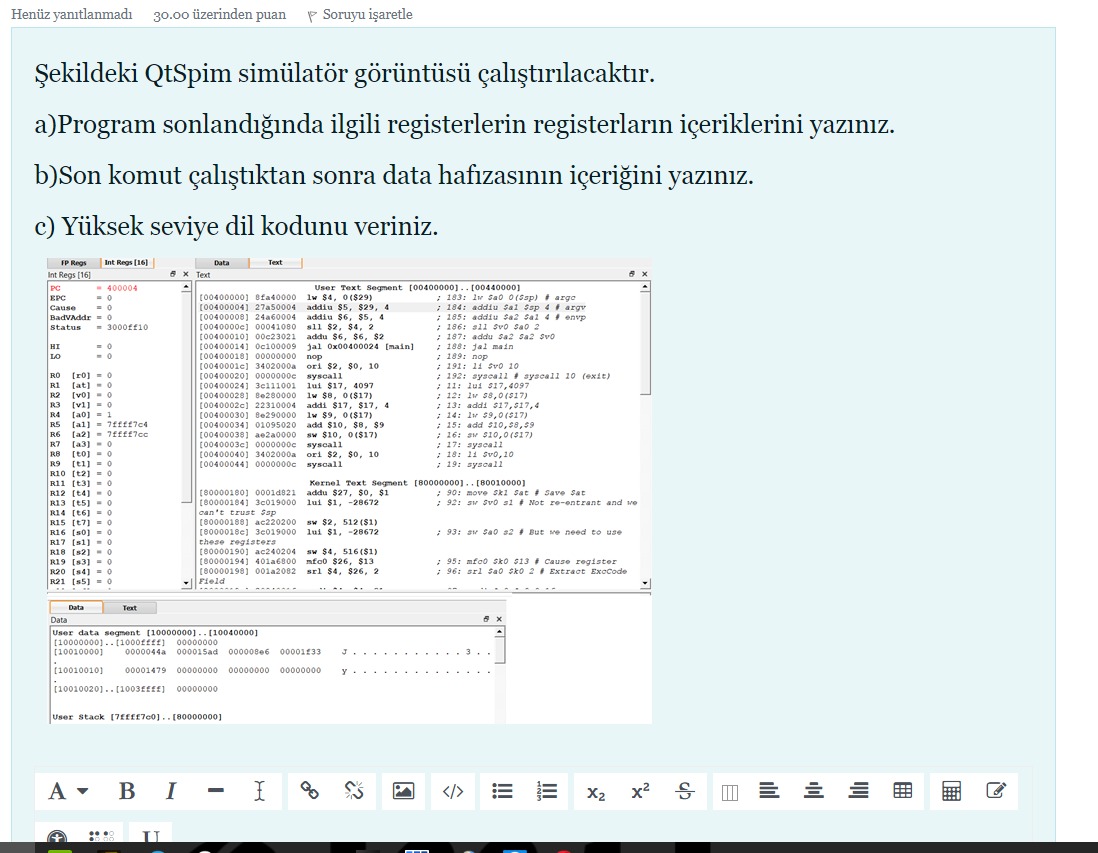 Henüz yanıtlanmadı 30.00 üzerinden puan Soruyu işaretle
Şekildeki QtSpim simülatör görüntüsü çalıştırılacaktır.
a)Program sonlandığında ilgili registerlerin registerların içeriklerini yazınız.
b)Son komut çalıştıktan sonra data hafızasının içeriğini yazınız.
c) Yüksek seviye dil kodunu veriniz.
FP Regs Int Regs [16] Data Text
Int Regs [16] Text
PC = 400004
EPC = 0
Cause = 0
BadVAddr = 0
Status = 3000ff10
HI = 0
LO = 0
R0 [r0] = 0
R1 [at] = 0
R2 [v0] = 0
R3 [v1] = 0
R4 [a0] = 1
R5 [a1] = 7ffff7c4
R6 [a2] = 7ffff7cc
R7 [a3] = 0
R8 [t0] = 0
R9 [t1] = 0
R10 [t2] = 0
R11 [t3] = 0
R12 [t4] = 0
R13 [t5] = 0
R14 [t6] = 0
R15 [t7] = 0
R16 [s0] = 0
R17 [s1] = 0
R18 [s2] = 0
R19 [s3] = 0
R20 [s4] = 0
R21 [s5] = 0
User Text Segment [00400000]..[00440000]
[00400000] 8fa40000 lw $4, 0($29) ; 183: lw $a0 0($sp) # argc
[00400004] 27a50004 addiu $5, $29, 4 ; 184: addiu $a1 $sp 4 # argv
[00400008] 24a60004 addiu $6, $5, 4 ; 185: addiu $a2 $a1 4 # envp
[0040000c] 00041080 sll $2, $4, 2 ; 186: sll $v0 $a0 2
[00400010] 00c23021 addu $6, $6, $2 ; 187: addu $a2 $a2 $v0
[00400014] 0c100009 jal 0x00400024 [main] ; 188: jal main
[00400018] 00000000 nop ; 189: nop
[0040001c] 3402000a ori $2, $0, 10 ; 191: li $v0 10
[00400020] 0000000c syscall ; 192: syscall # syscall 10 (exit)
[00400024] 3c111001 lui $17, 4097 ; 11: lui $17,4097
[00400028] 8e280000 lw $8, 0($17) ; 12: lw $8,0($17)
[0040002c] 22310004 addi $17, $17, 4 ; 13: addi $17,$17,4
[00400030] 8e290000 lw $9, 0($17) ; 14: lw $9,0($17)
[00400034] 01095020 add $10, $8, $9 ; 15: add $10,$8,$9
[00400038] ae2a0000 sw $10, 0($17) ; 16: sw $10,0($17)
[0040003c] 0000000c syscall ; 17: syscall
[00400040] 3402000a ori $2, $0, 10 ; 18: li $v0,10
[00400044] 0000000c syscall ; 19: syscall
Kernel Text Segment [80000000]..[80010000]
[80000180] 0001d821 addu $27, $0, $1 ; 90: move $k1 $at # Save $at
[80000184] 3c019000 lui $1, -28672 ; 92: sw $v0 s1 # Not re-entrant and we
can't trust $sp
[80000188] ac220200 sw $2, 512($1)
[8000018c] 3c019000 lui $1, -28672 ; 93: sw $a0 s2 # But we need to use
these registers
[80000190] ac240204 sw $4, 516($1)
[80000194] 401a6800 mfc0 $26, $13 ; 95: mfc0 $k0 $13 # Cause register
[80000198] 001a2082 srl $4, $26, 2 ; 96: srl $a0 $k0 2 # Extract ExcCode
Field
Data Text
Data
User data segment [10000000]..[10040000]
[10000000]..[1000ffff] 00000000
[10010000] 0000044a 000015ad 000008e6 00001f33 J . . . . . . . . . . . 3 . .
.
[10010010] 00001479 00000000 00000000 00000000 y . . . . . . . . . . . . . .
.
[10010020]..[1003ffff] 00000000
User Stack [7ffff7c0]..[80000000]
A B I </> x₂ x² S
U